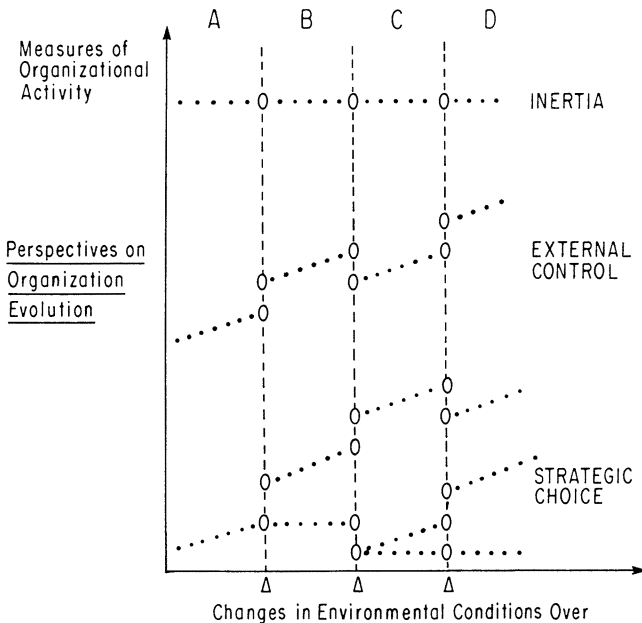 A B C D
Measures of
Organizational
Activity
INERTIA
Perspectives on
Organization
Evolution
EXTERNAL
CONTROL
STRATEGIC
CHOICE
Δ Δ Δ
Changes in Environmental Conditions Over